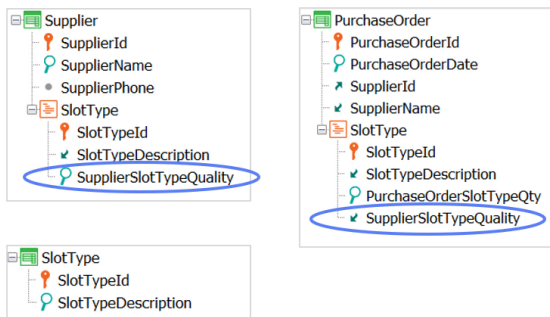 Supplier
SupplierId
SupplierName
SupplierPhone
SlotType
SlotTypeId
SlotTypeDescription
SupplierSlotTypeQuality
SlotType
SlotTypeId
SlotTypeDescription
PurchaseOrder
PurchaseOrderId
PurchaseOrderDate
SupplierId
SupplierName
SlotType
SlotTypeId
SlotTypeDescription
PurchaseOrderSlotTypeQty
SupplierSlotTypeQuality